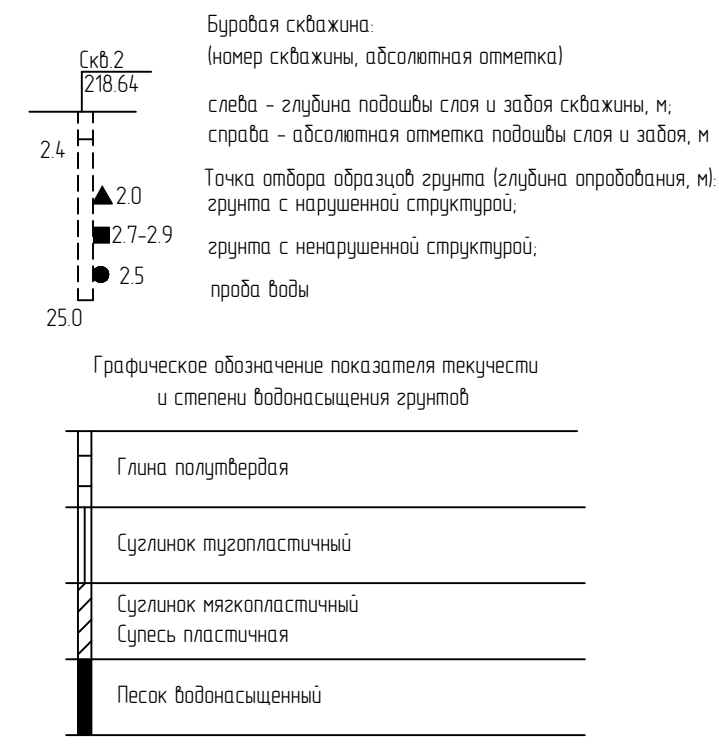 Буровая скважина:
Скв.2
(номер скважины, абсолютная отметка)
218.64
слева - глубина подошвы слоя и забоя скважины, м;
справа - абсолютная отметка подошвы слоя и забоя, м
2.4
Точка отбора образцов грунта (глубина опробования, м):
2.0
грунта с нарушенной структурой;
2.7-2.9
грунта с ненарушенной структурой;
2.5
проба воды
25.0
Графическое обозначение показателя текучести
и степени водонасыщения грунтов
Глина полутвердая
Суглинок тугопластичный
Суглинок мягкопластичный
Супесь пластичная
Песок водонасыщенный